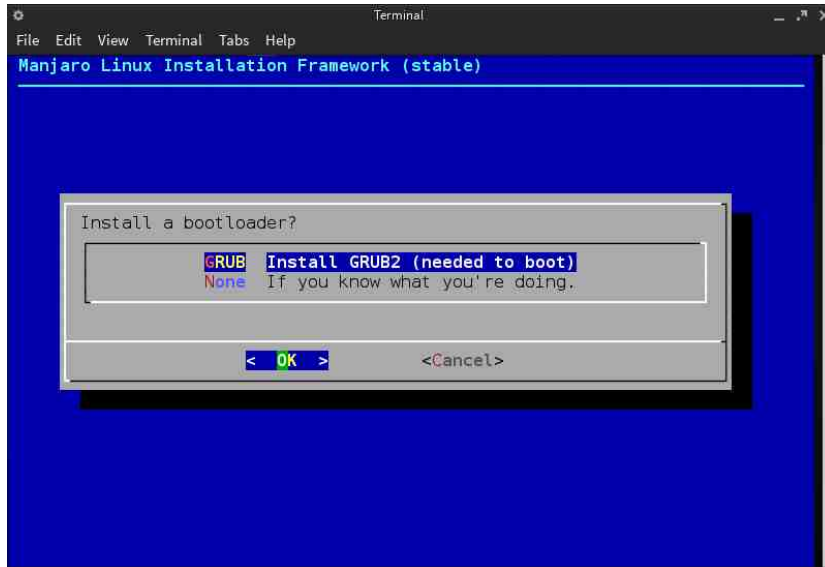 Terminal
File Edit View Terminal Tabs Help
Manjaro Linux Installation Framework (stable)
Install a bootloader?
GRUB Install GRUB2 (needed to boot)
None If you know what you're doing.
< OK > <Cancel>